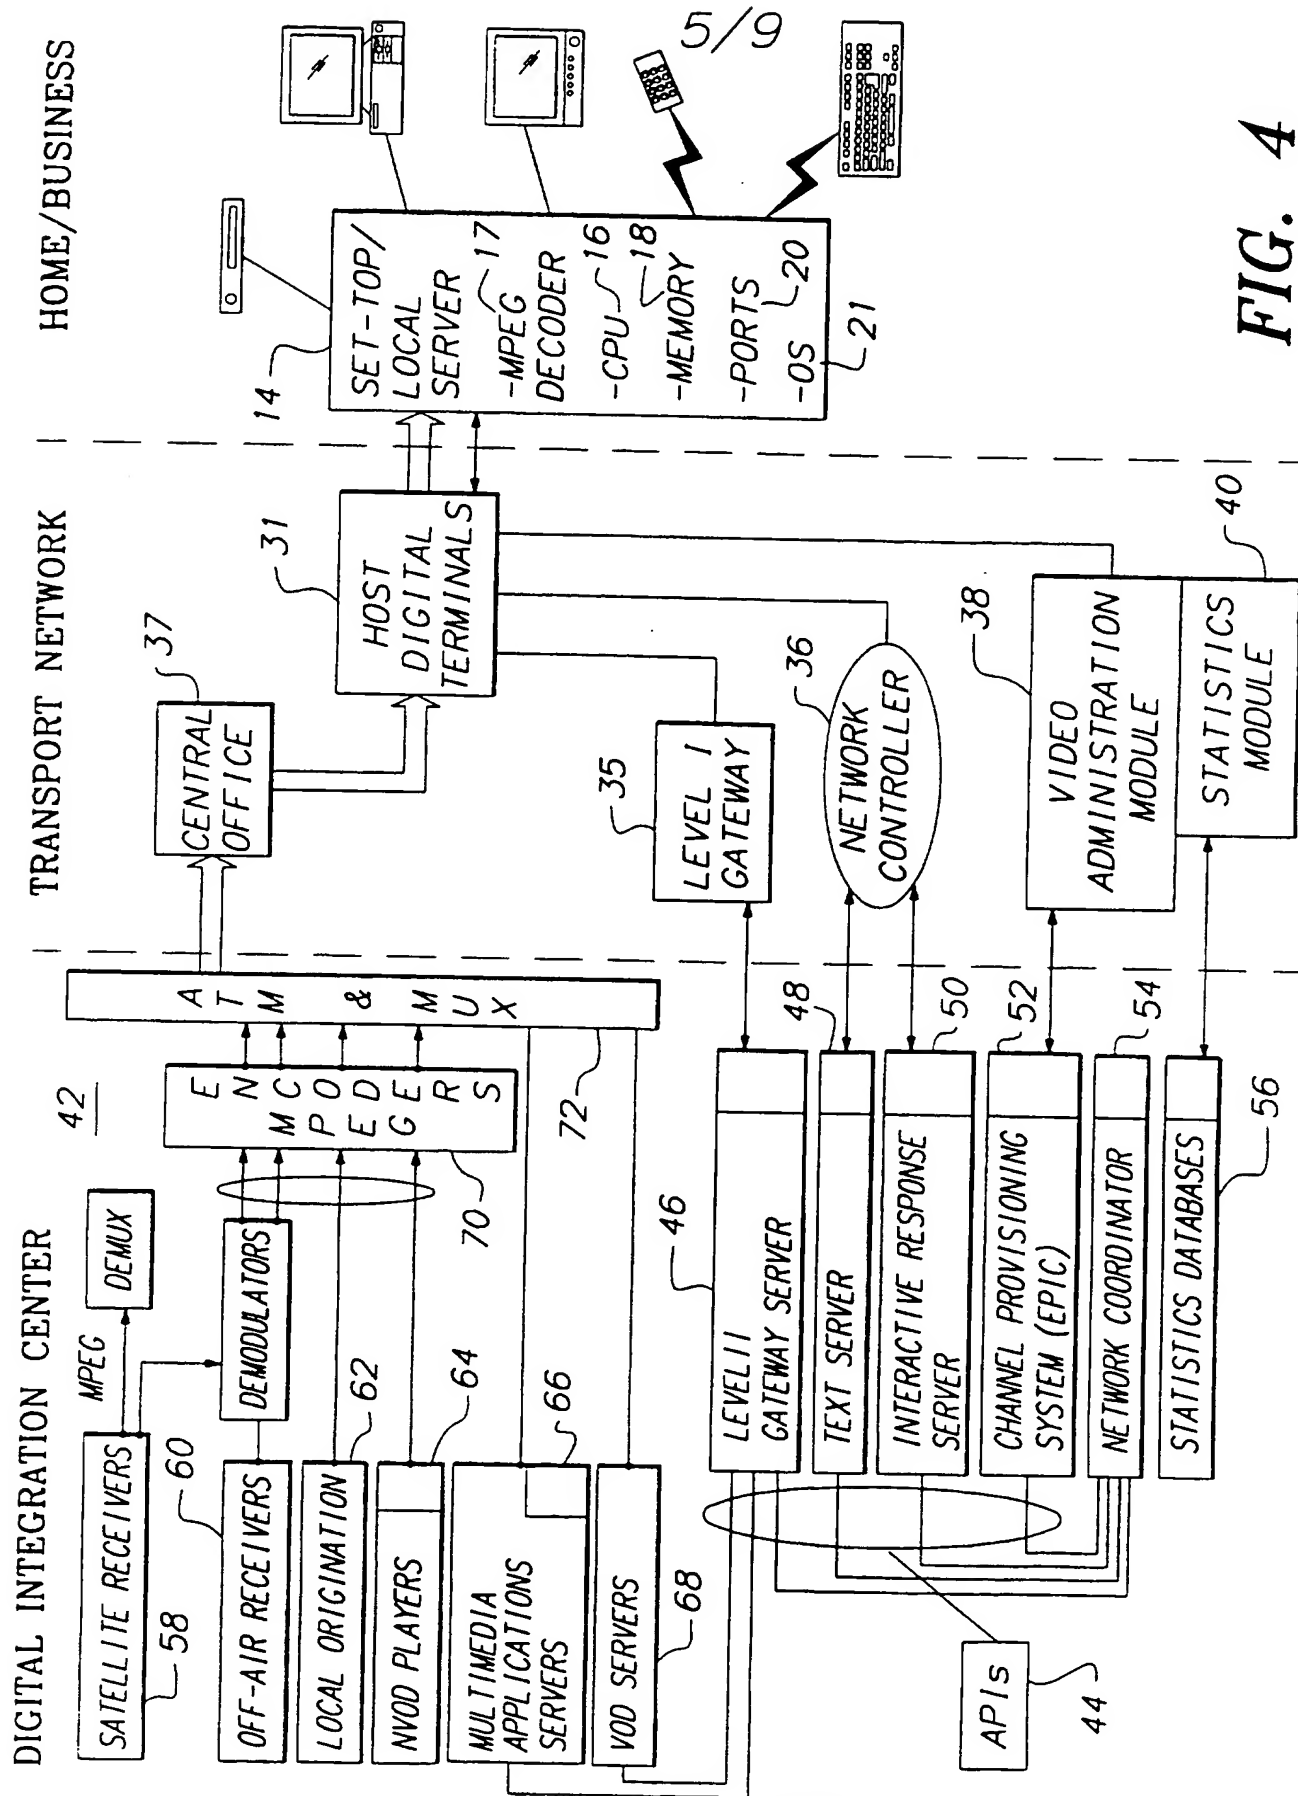 DIGITAL INTEGRATION CENTER
TRANSPORT NETWORK
HOME/BUSINESS
42
SATELLITE RECEIVERS
58
MPEG
DEMUX
60
OFF-AIR RECEIVERS
DEMODULATORS
LOCAL ORIGINATION
62
NVOD PLAYERS
64
MULTIMEDIA
APPLICATIONS
SERVERS
66
VOD SERVERS
68
MPEG
ENCODERS
70
ATM & MUX
72
CENTRAL
OFFICE
37
HOST
DIGITAL
TERMINALS
31
14
SET-TOP/
LOCAL
SERVER
-MPEG
DECODER
17
-CPU
16
-MEMORY
18
-PORTS
20
-OS
21
5/9
46
LEVEL II
GATEWAY SERVER
LEVEL I
GATEWAY
35
TEXT SERVER
48
INTERACTIVE RESPONSE
SERVER
50
NETWORK
CONTROLLER
36
CHANNEL PROVISIONING
SYSTEM (EPIC)
52
NETWORK COORDINATOR
54
VIDEO
ADMINISTRATION
MODULE
38
STATISTICS DATABASES
56
STATISTICS
MODULE
40
APIs
44
FIG. 4